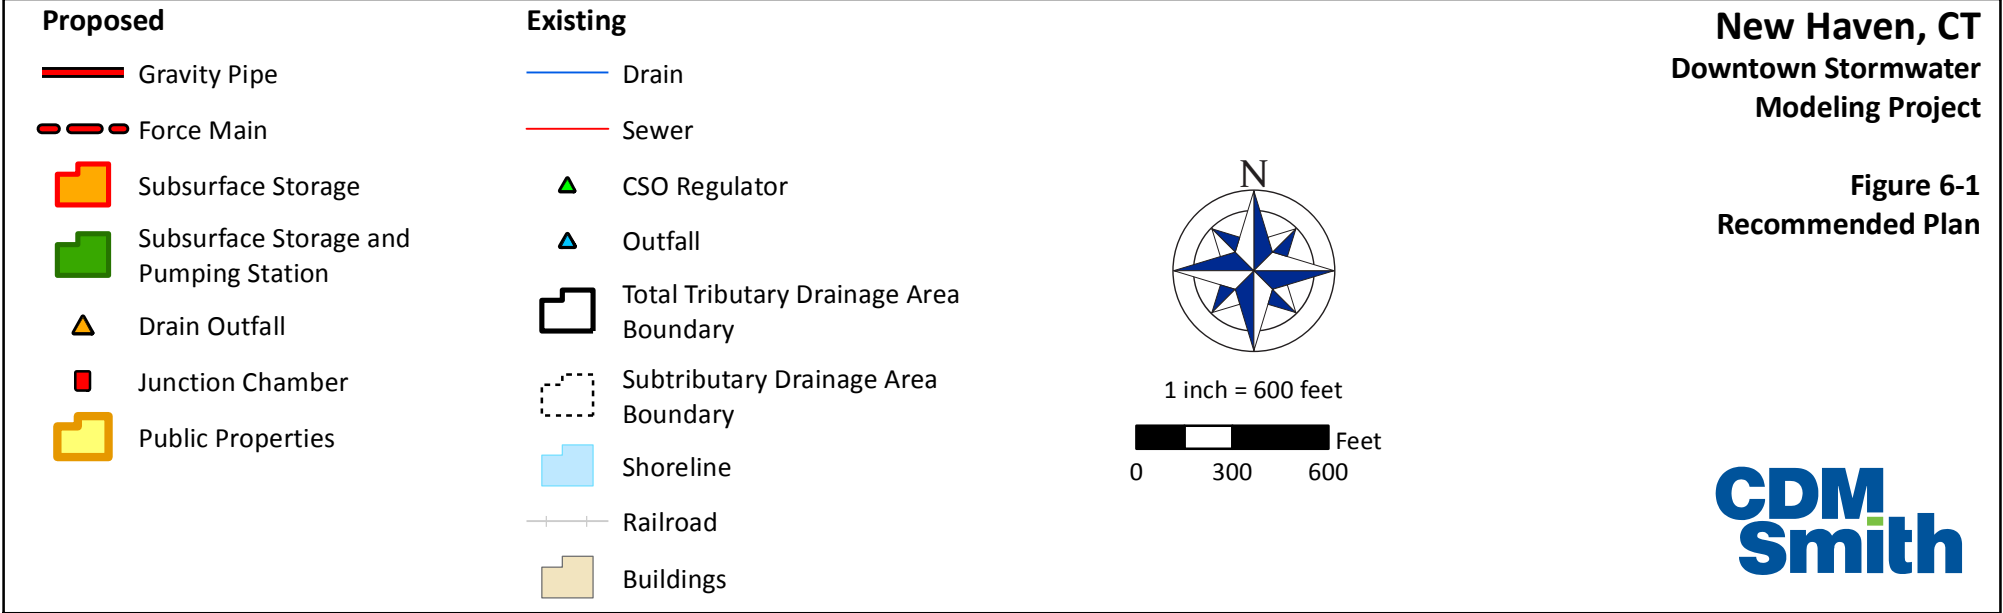 Proposed
Gravity Pipe
Force Main
Subsurface Storage
Subsurface Storage and
Pumping Station
Drain Outfall
Junction Chamber
Public Properties
Existing
Drain
Sewer
CSO Regulator
Outfall
Total Tributary Drainage Area
Boundary
Subtributary Drainage Area
Boundary
Shoreline
Railroad
Buildings
N
1 inch = 600 feet
Feet
0 300 600
New Haven, CT
Downtown Stormwater
Modeling Project
Figure 6-1
Recommended Plan
CDM
Smith